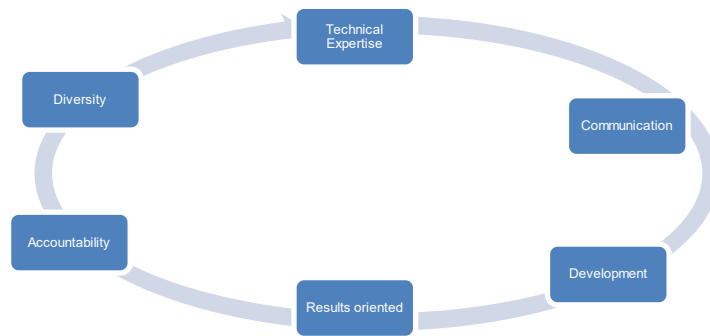 Technical
Expertise
Communication
Development
Results oriented
Accountability
Diversity